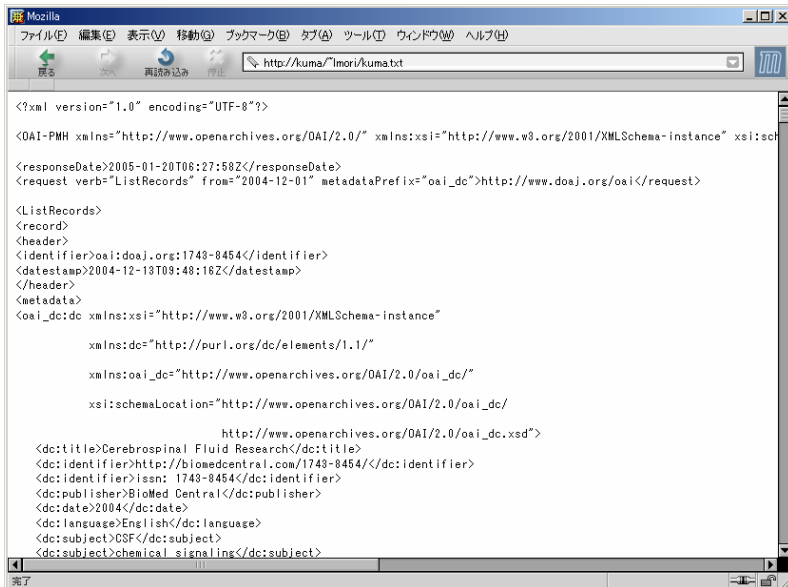 Mozilla
ファイル(F) 編集(E) 表示(V) 移動(G) ブックマーク(B) タブ(A) ツール(T) ウィンドウ(W) ヘルプ(H)
戻る 次へ 再読み込み 停止 http://kuma/~lmori/kuma.txt
<?xml version="1.0" encoding="UTF-8"?>
<OAI-PMH xmlns="http://www.openarchives.org/OAI/2.0/" xmlns:xsi="http://www.w3.org/2001/XMLSchema-instance" xsi:sch
<responseDate>2005-01-20T06:27:58Z</responseDate>
<request verb="ListRecords" from="2004-12-01" metadataPrefix="oai_dc">http://www.doaj.org/oai</request>
<ListRecords>
<record>
<header>
<identifier>oai:doaj.org:1743-8454</identifier>
<datestamp>2004-12-13T09:48:16Z</datestamp>
</header>
<metadata>
<oai_dc:dc xmlns:xsi="http://www.w3.org/2001/XMLSchema-instance"
xmlns:dc="http://purl.org/dc/elements/1.1/"
xmlns:oai_dc="http://www.openarchives.org/OAI/2.0/oai_dc/"
xsi:schemaLocation="http://www.openarchives.org/OAI/2.0/oai_dc/
http://www.openarchives.org/OAI/2.0/oai_dc.xsd">
<dc:title>Cerebrospinal Fluid Research</dc:title>
<dc:identifier>http://biomedcentral.com/1743-8454/</dc:identifier>
<dc:identifier>issn: 1743-8454</dc:identifier>
<dc:publisher>BioMed Central</dc:publisher>
<dc:date>2004</dc:date>
<dc:language>English</dc:language>
<dc:subject>CSF</dc:subject>
<dc:subject>chemical signaling</dc:subject>
完了